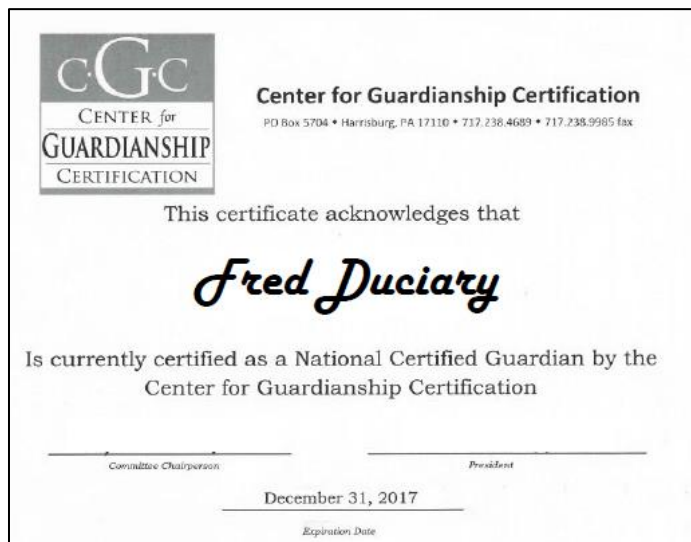 C·G·C
CENTER for
GUARDIANSHIP
CERTIFICATION
Center for Guardianship Certification
PO Box 5704 • Harrisburg, PA 17110 • 717.238.4689 • 717.238.9985 fax
This certificate acknowledges that
Fred Duciary
Is currently certified as a National Certified Guardian by the
Center for Guardianship Certification
Committee Chairperson
President
December 31, 2017
Expiration Date